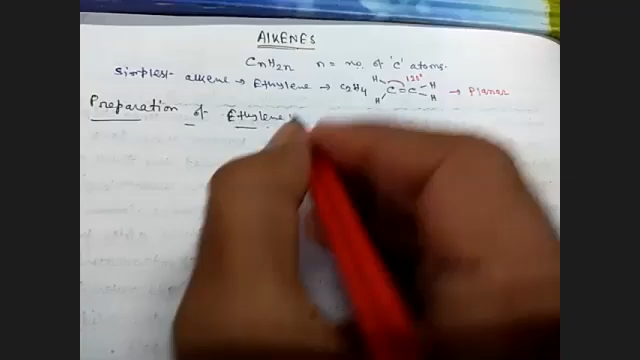 ALKENES
CnH2n n = no. of 'C' atoms.
Simplest alkene → Ethylene → C2H4 H H C=C H H 121° → Planar
Preparation of Ethylene: